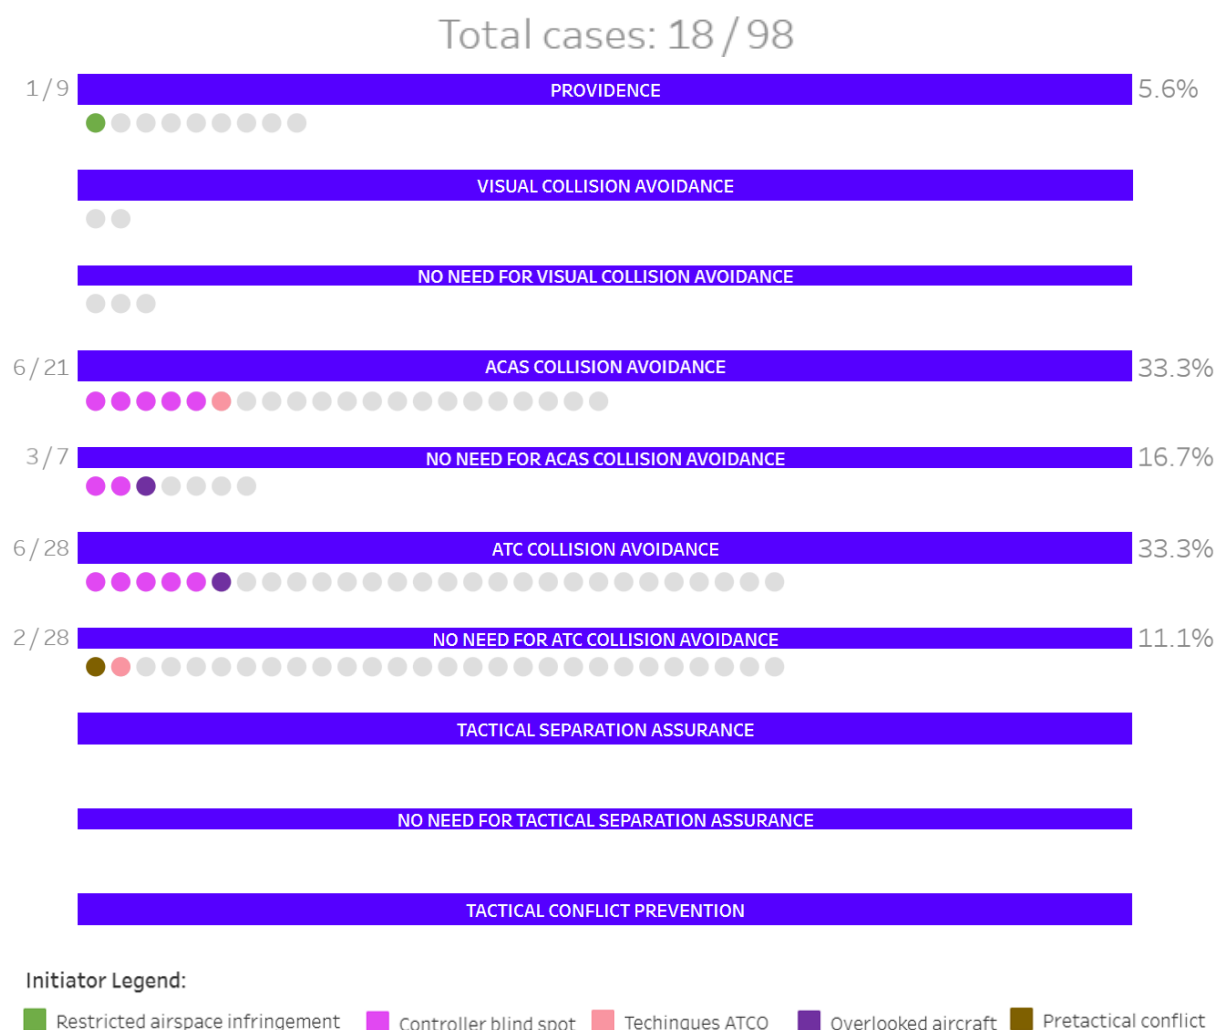 Total cases: 18 / 98
1 / 9 PROVIDENCE 5.6%
VISUAL COLLISION AVOIDANCE
NO NEED FOR VISUAL COLLISION AVOIDANCE
6 / 21 ACAS COLLISION AVOIDANCE 33.3%
3 / 7 NO NEED FOR ACAS COLLISION AVOIDANCE 16.7%
6 / 28 ATC COLLISION AVOIDANCE 33.3%
2 / 28 NO NEED FOR ATC COLLISION AVOIDANCE 11.1%
TACTICAL SEPARATION ASSURANCE
NO NEED FOR TACTICAL SEPARATION ASSURANCE
TACTICAL CONFLICT PREVENTION
Initiator Legend:
Restricted airspace infringement Controller blind spot Techinques ATCO Overlooked aircraft Pretactical conflict